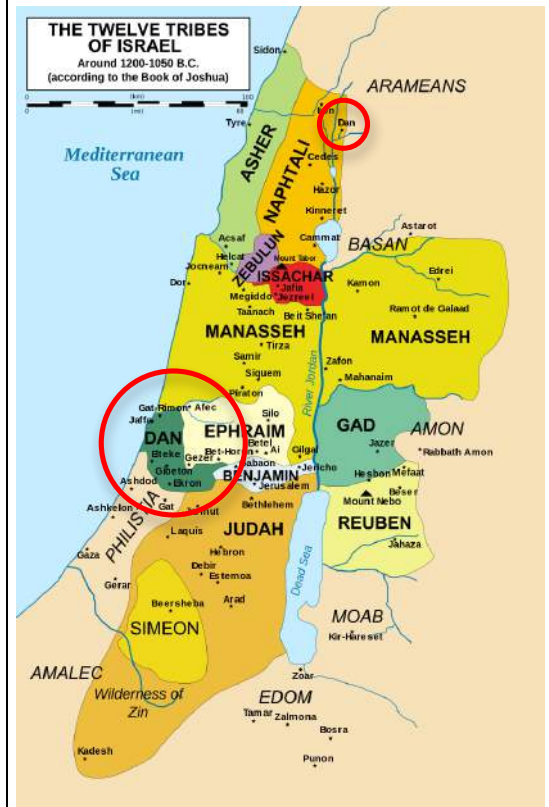 THE TWELVE TRIBES
OF ISRAEL
Around 1200-1050 B.C.
(according to the Book of Joshua)
(km)
Sidon
ARAMEANS
Tyre
Dan
Mediterranean
Sea
ASHER
NAPHTALI
Cedes
Hazor
Kinneret
Astarot
Acsaf
Cammat
BASAN
Helcat
ZEBULUN
Mount Tabor
Jocneam
Edrei
ISSACHAR
Dor
Jafia
Kamon
Megiddo
Jezreel
Taanach
Beit Shefan
Ramot de Galaad
MANASSEH
MANASSEH
Tirza
Samir
Zafon
Siquem
Mahanaim
Piraton
River Jordan
Gat-Rimon
Afec
Jaffa
Silo
DAN
EPHRAIM
GAD
AMON
Betel
Elteke
Gezer
Bet-Horon
Ai
Gilgal
Jazer
Rabbath Amon
Gibeton
Gabaon
Jericho
Ashdod
Ekron
BENJAMIN
Hesbon
Mefaat
Jerusalem
Beser
Ashkelon
Gat
Bethlehem
Mount Nebo
PHILISTIA
JUDAH
REUBEN
Laquis
Jahaza
Gaza
Hebron
Debir
Dead Sea
Gerar
Estemoa
Arad
Beersheba
MOAB
SIMEON
Kir-Hareset
AMALEC
Zoar
Wilderness of
Zin
EDOM
Tamar
Zalmona
Bosra
Kadesh
Punon